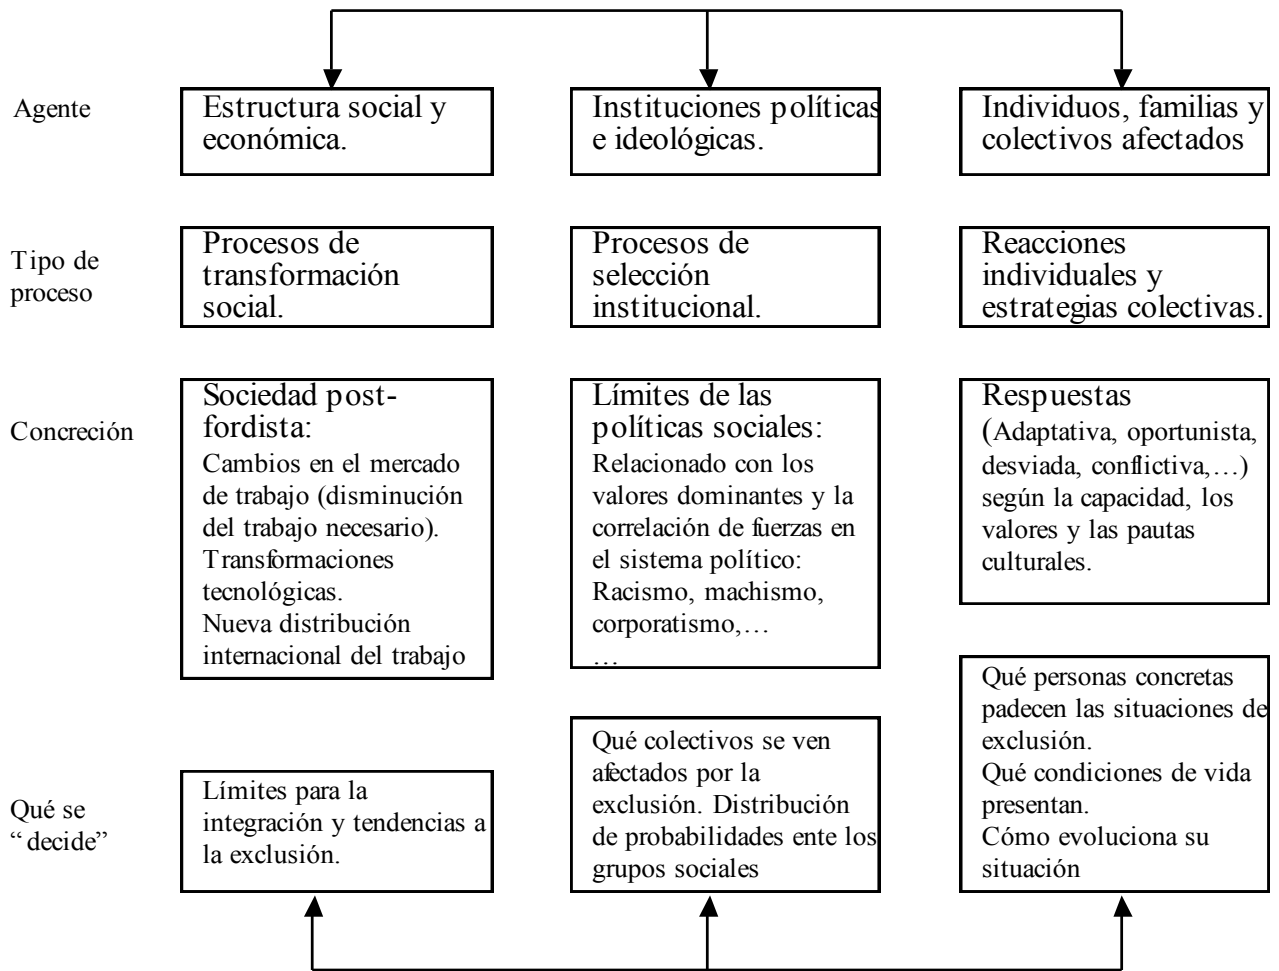 Agente
Estructura social y
económica.
Instituciones políticas
e ideológicas.
Individuos, familias y
colectivos afectados
Tipo de
proceso
Procesos de
transformación
social.
Procesos de
selección
institucional.
Reacciones
individuales y
estrategias colectivas.
Concreción
Sociedad post-
fordista:
Cambios en el mercado
de trabajo (disminución
del trabajo necesario).
Transformaciones
tecnológicas.
Nueva distribución
internacional del trabajo
Límites de las
políticas sociales:
Relacionado con los
valores dominantes y la
correlación de fuerzas en
el sistema político:
Racismo, machismo,
corporatismo,…
…
Respuestas
(Adaptativa, oportunista,
desviada, conflictiva,…)
según la capacidad, los
valores y las pautas
culturales.
Qué se
“decide”
Límites para la
integración y tendencias a
la exclusión.
Qué colectivos se ven
afectados por la
exclusión. Distribución
de probabilidades ente los
grupos sociales
Qué personas concretas
padecen las situaciones de
exclusión.
Qué condiciones de vida
presentan.
Cómo evoluciona su
situación